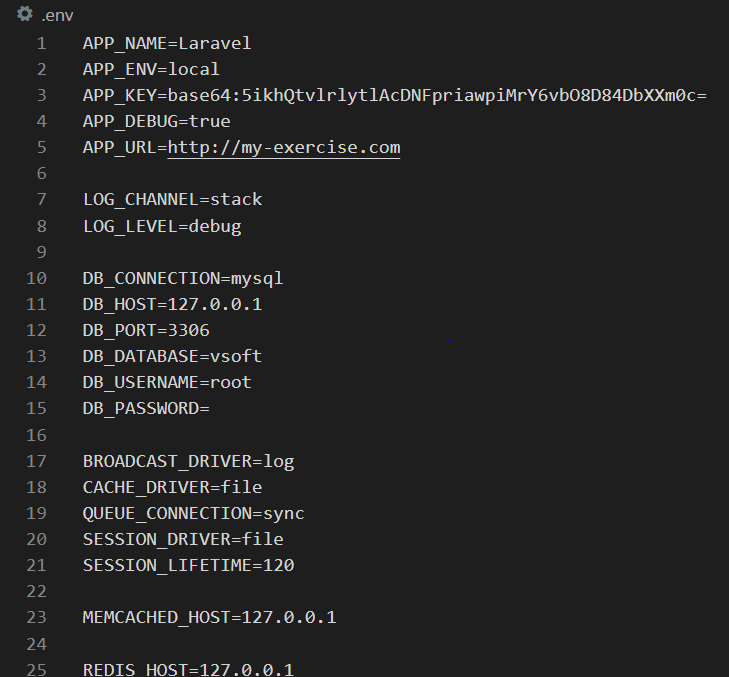 .env
1 APP_NAME=Laravel
2 APP_ENV=local
3 APP_KEY=base64:5ikhQtvlrlytlAcDNFpriawpiMrY6vbO8D84DbXXm0c=
4 APP_DEBUG=true
5 APP_URL=http://my-exercise.com
6
7 LOG_CHANNEL=stack
8 LOG_LEVEL=debug
9
10 DB_CONNECTION=mysql
11 DB_HOST=127.0.0.1
12 DB_PORT=3306
13 DB_DATABASE=vsoft
14 DB_USERNAME=root
15 DB_PASSWORD=
16
17 BROADCAST_DRIVER=log
18 CACHE_DRIVER=file
19 QUEUE_CONNECTION=sync
20 SESSION_DRIVER=file
21 SESSION_LIFETIME=120
22
23 MEMCACHED_HOST=127.0.0.1
24
25 REDIS_HOST=127.0.0.1